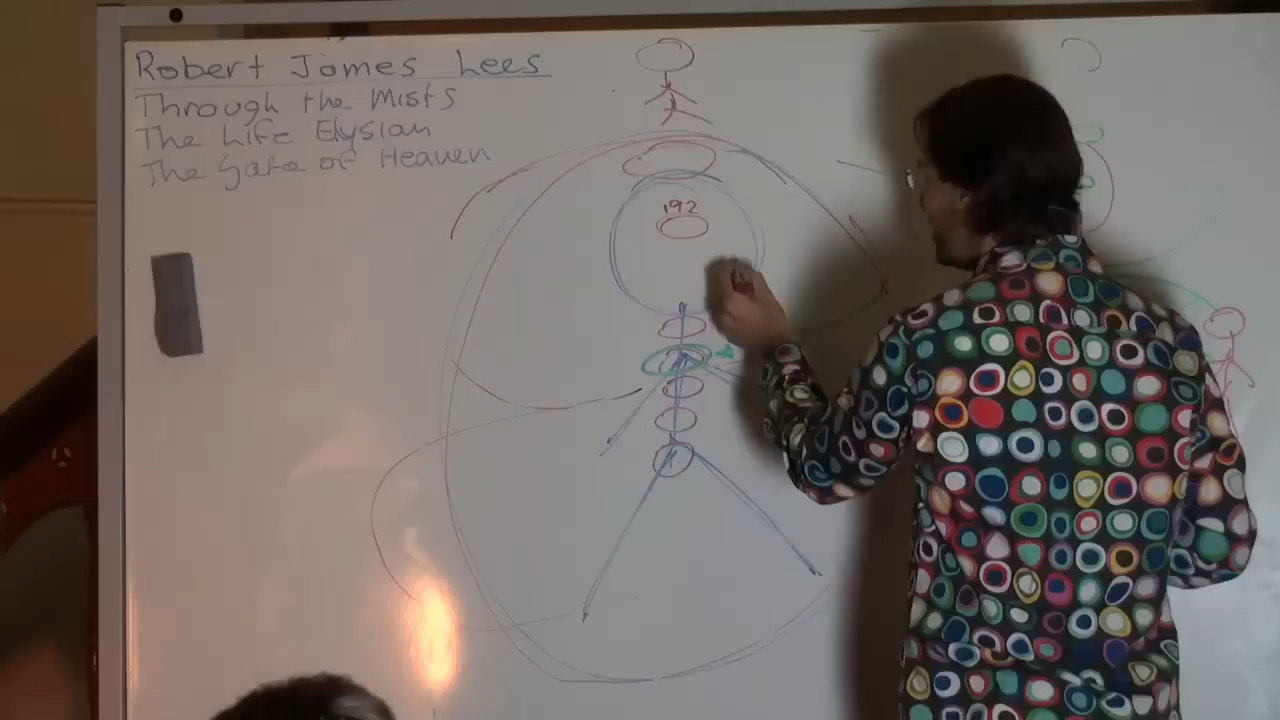 Robert James Lees
Through the Mists
The Life Elysian
The Gate of Heaven
192